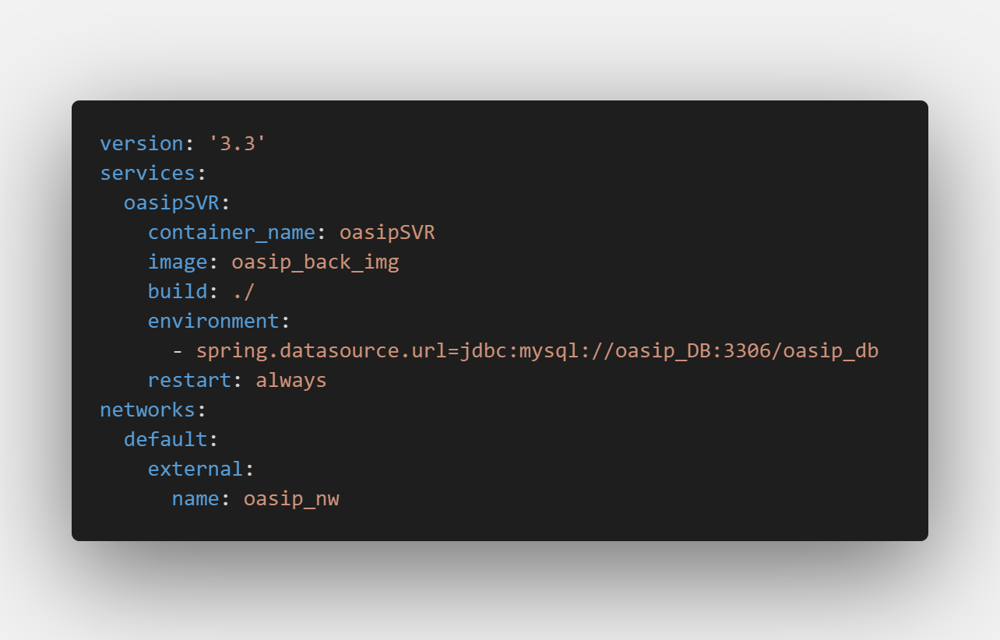 version: '3.3'
services:
  oasipSVR:
    container_name: oasipSVR
    image: oasip_back_img
    build: ./
    environment:
      - spring.datasource.url=jdbc:mysql://oasip_DB:3306/oasip_db
    restart: always
networks:
  default:
    external:
      name: oasip_nw